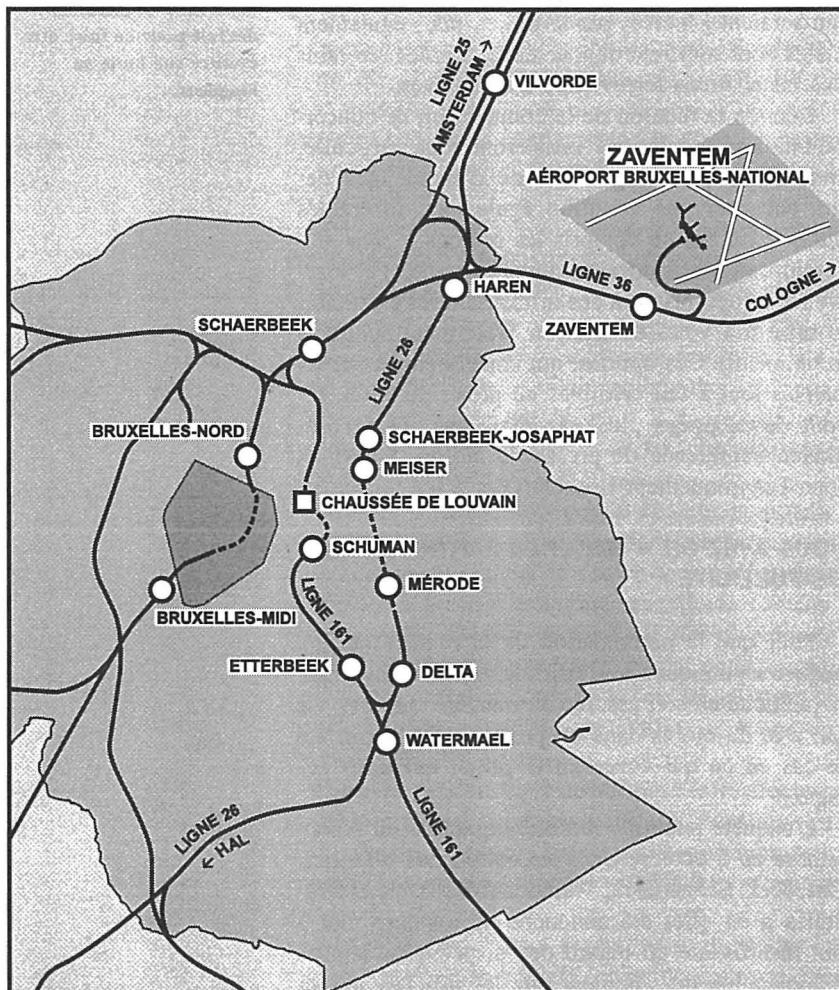 LIGNE 25
AMSTERDAM →
VILVORDE
ZAVENTEM
AÉROPORT BRUXELLES-NATIONAL
LIGNE 36
COLOGNE →
HAREN
ZAVENTEM
SCHAERBEEK
LIGNE 26
BRUXELLES-NORD
SCHAERBEEK-JOSAPHAT
MEISER
CHAUSSÉE DE LOUVAIN
SCHUMAN
MÉRODE
BRUXELLES-MIDI
LIGNE 161
ETTERBEEK
DELTA
WATERMAEL
LIGNE 26
← HAL
LIGNE 161